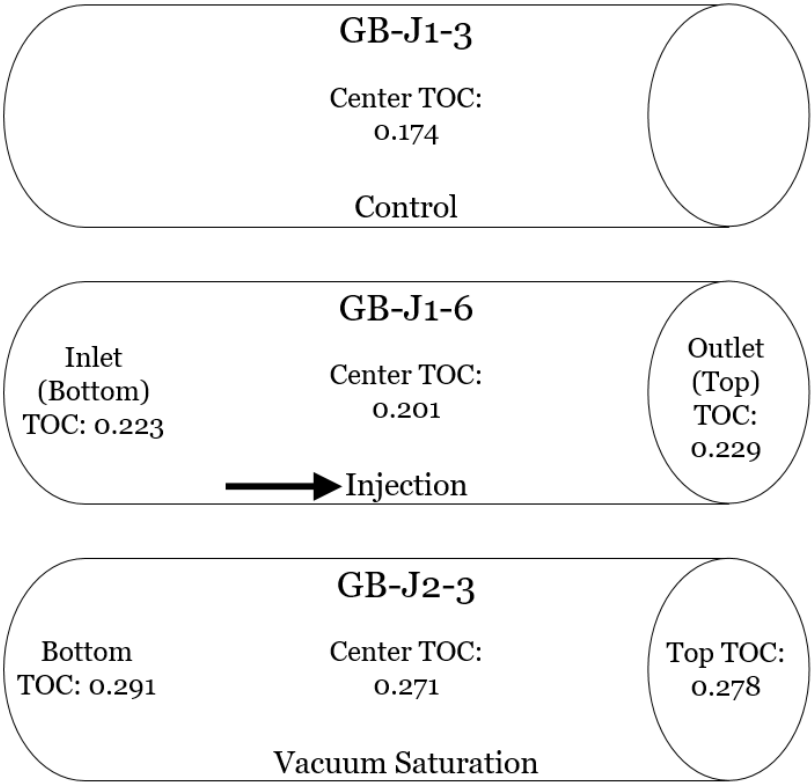 GB-J1-3
Center TOC:
0.174
Control
GB-J1-6
Inlet
(Bottom)
TOC: 0.223
Center TOC:
0.201
Outlet
(Top)
TOC:
0.229
Injection
GB-J2-3
Bottom
TOC: 0.291
Center TOC:
0.271
Top TOC:
0.278
Vacuum Saturation